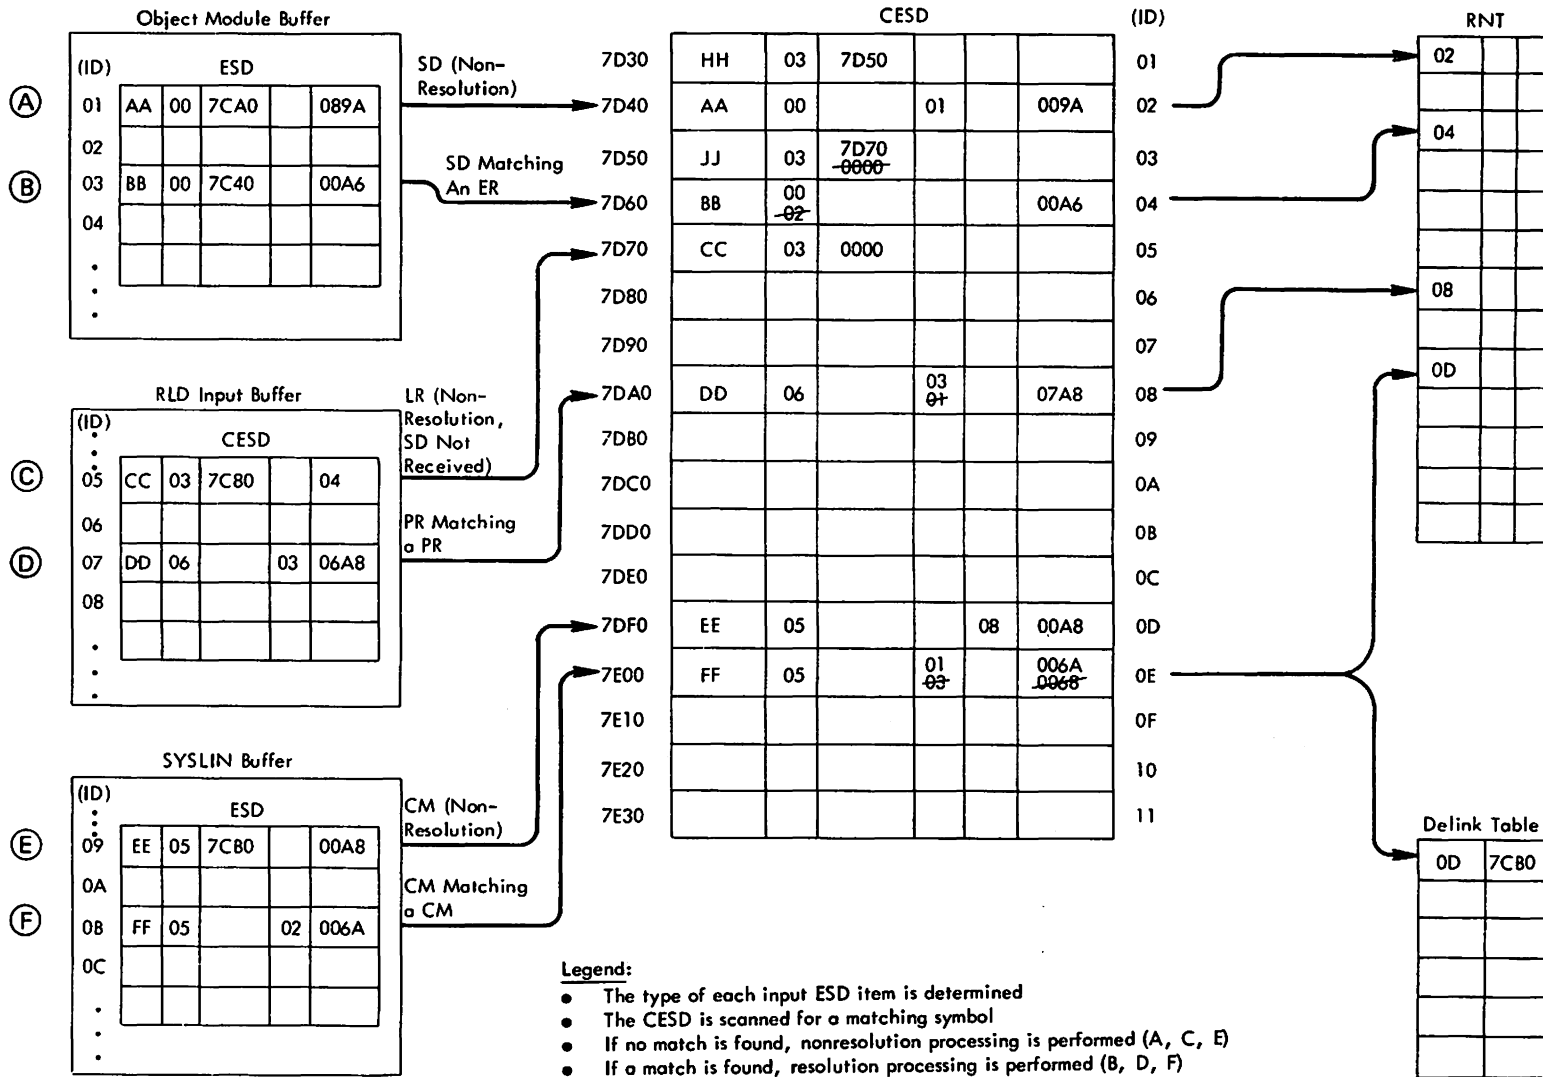 Object Module Buffer
(ID) ESD
A 01 AA 00 7CA0 089A
02
B 03 BB 00 7C40 00A6
04
.
.
.
SD (Non-
Resolution)
SD Matching
An ER
RLD Input Buffer
(ID)
.
.
.
CESD
C 05 CC 03 7C80 04
06
D 07 DD 06 03 06A8
08
.
.
.
LR (Non-
Resolution,
SD Not
Received)
PR Matching
a PR
SYSLIN Buffer
(ID)
.
.
.
ESD
E 09 EE 05 7CB0 00A8
0A
F 0B FF 05 02 006A
0C
.
.
.
CM (Non-
Resolution)
CM Matching
a CM
CESD (ID)
7D30 HH 03 7D50 01
7D40 AA 00 01 009A 02
7D50 JJ 03 7D70 0000 03
7D60 BB 00 02 00A6 04
7D70 CC 03 0000 05
7D80 06
7D90 07
7DA0 DD 06 03 01 07A8 08
7DB0 09
7DC0 0A
7DD0 0B
7DE0 0C
7DF0 EE 05 08 00A8 0D
7E00 FF 05 01 03 006A 0068 0E
7E10 0F
7E20 10
7E30 11
RNT
02
04
08
0D
Delink Table
0D 7CB0
Legend:
• The type of each input ESD item is determined
• The CESD is scanned for a matching symbol
• If no match is found, nonresolution processing is performed (A, C, E)
• If a match is found, resolution processing is performed (B, D, F)